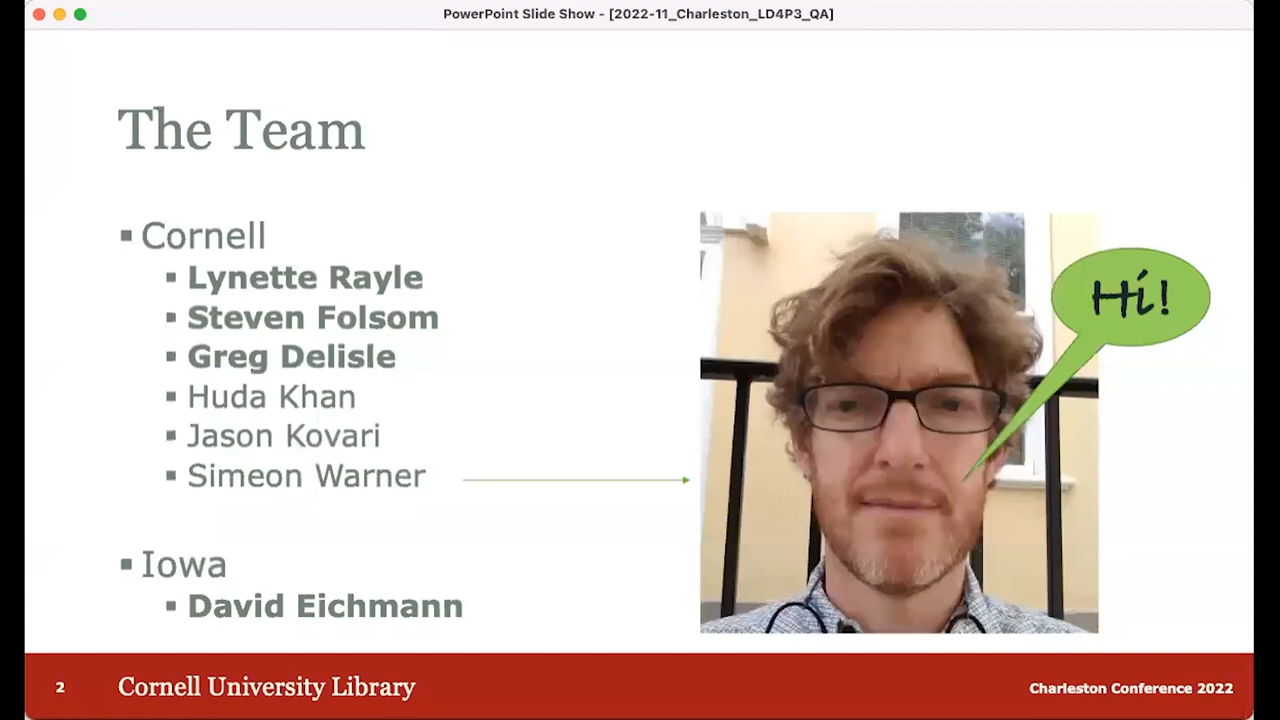 PowerPoint Slide Show - [2022-11_Charleston_LD4P3_QA]
The Team
Cornell
Lynette Rayle
Steven Folsom
Greg Delisle
Huda Khan
Jason Kovari
Simeon Warner
Hi!
Iowa
David Eichmann
2 Cornell University Library Charleston Conference 2022